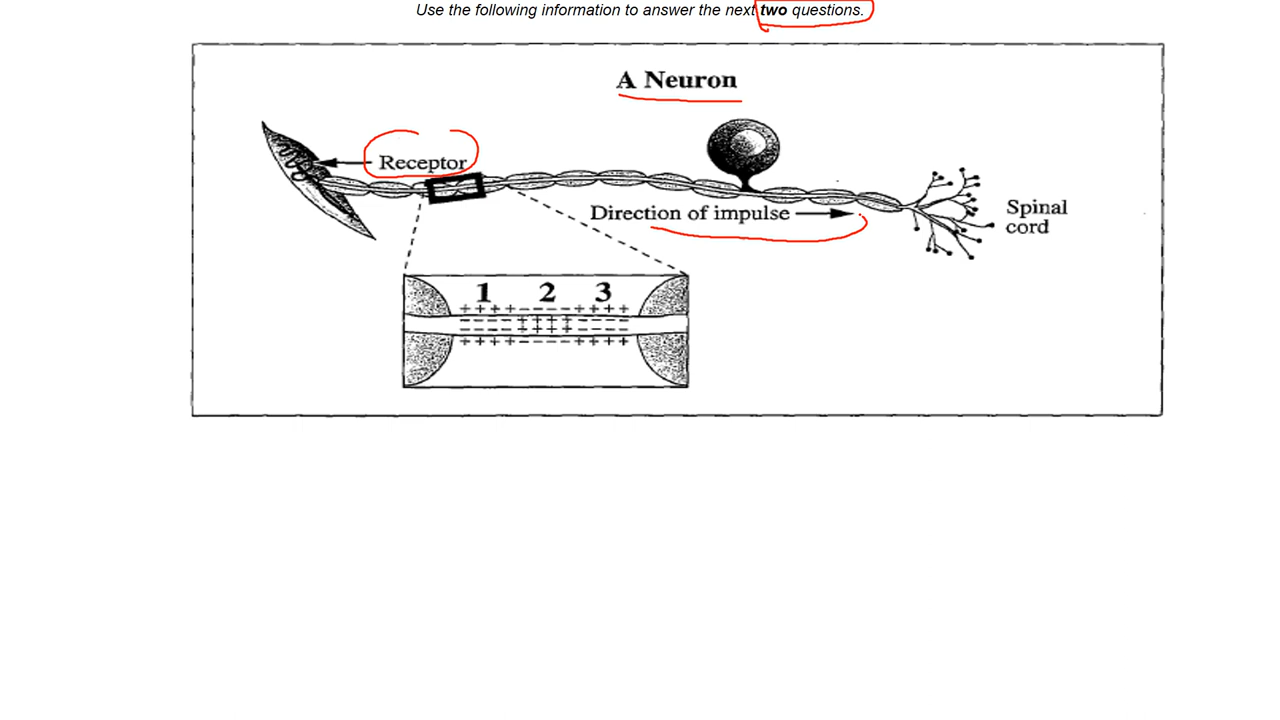 Use the following information to answer the next two questions.
A Neuron
Receptor
Direction of impulse
Spinal
cord
1 2 3
+ + + + - - - - - + + + +
- - - - + + + + - - - -
- - - - + + + + - - - -
+ + + + - - - - - + + + +